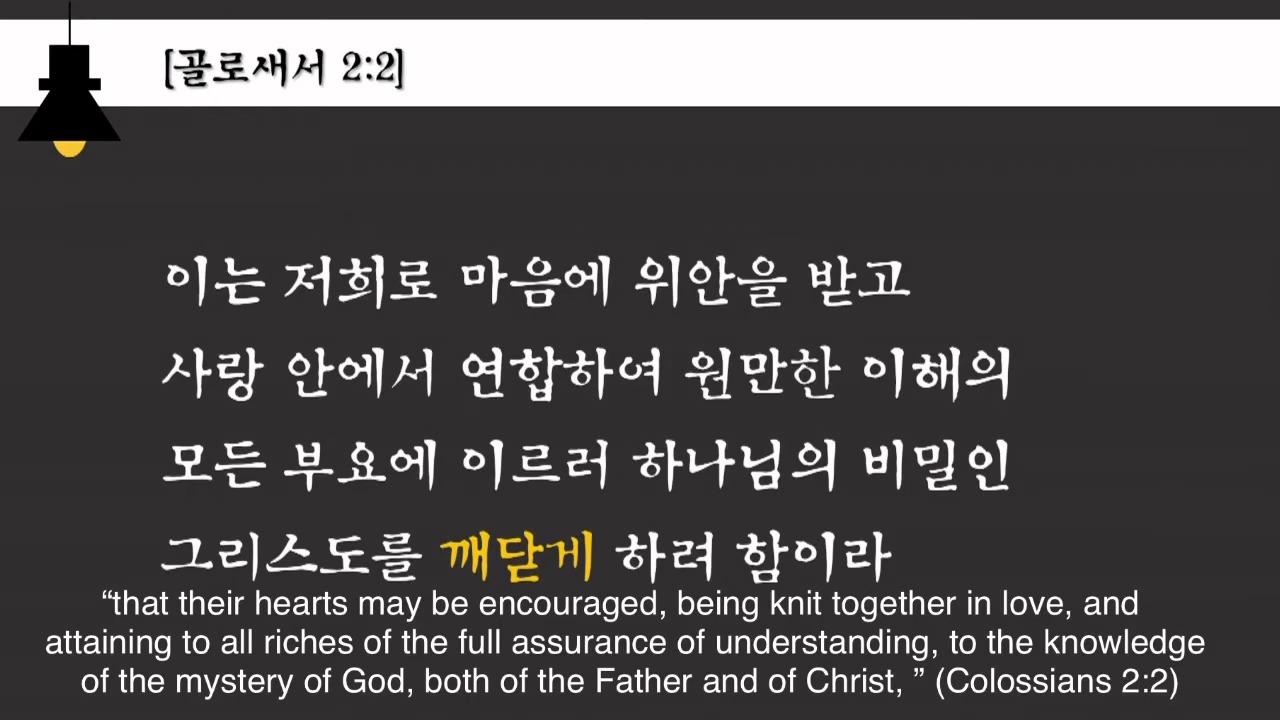 [골로새서 2:2]
이는 저희로 마음에 위안을 받고
사랑 안에서 연합하여 원만한 이해의
모든 부요에 이르러 하나님의 비밀인
그리스도를 깨닫게 하려 함이라
“that their hearts may be encouraged, being knit together in love, and
attaining to all riches of the full assurance of understanding, to the knowledge
of the mystery of God, both of the Father and of Christ, ” (Colossians 2:2)